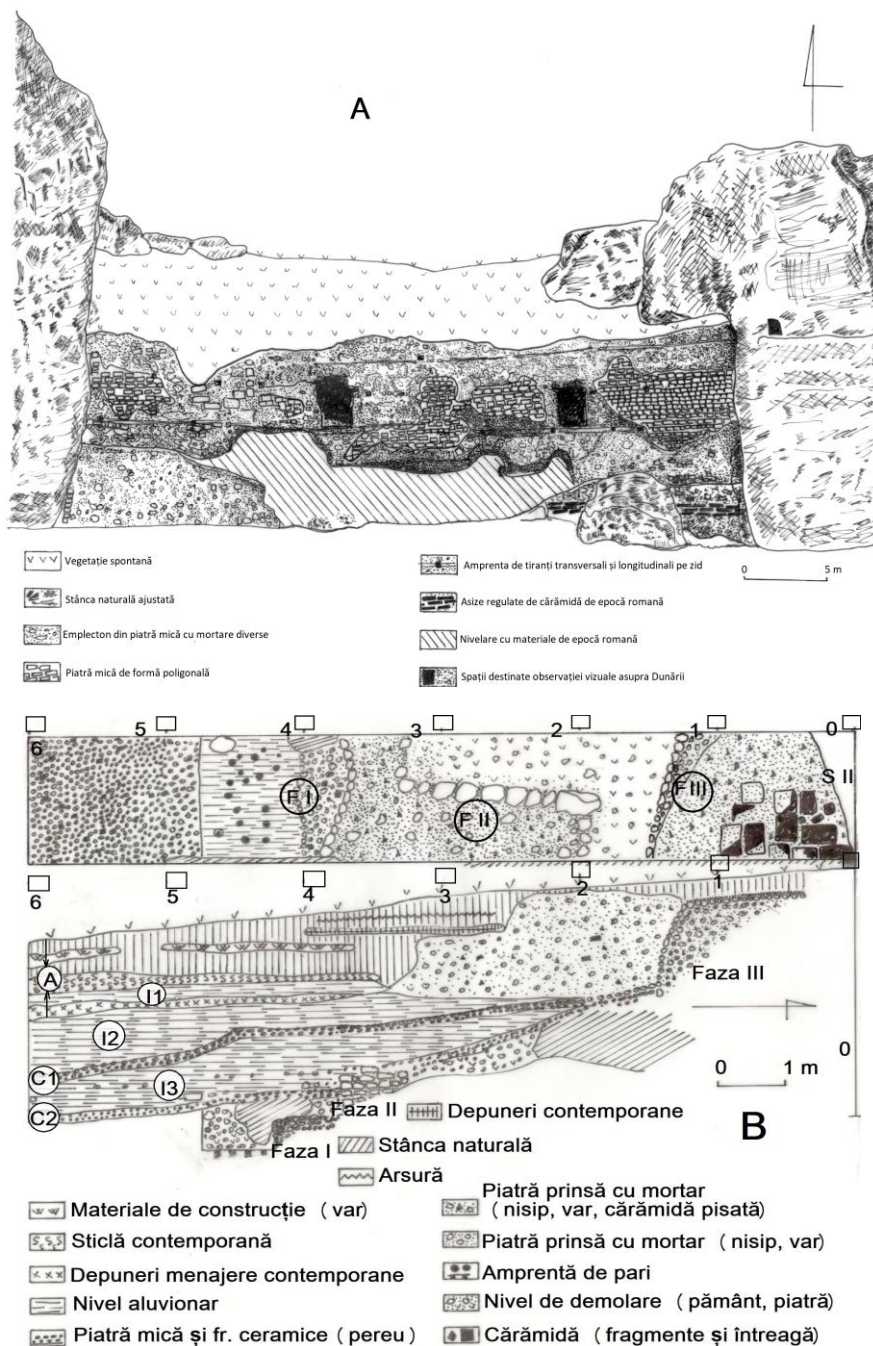 A
Vegetație spontană
Stânca naturală ajustată
Emplecton din piatră mică cu mortare diverse
Piatră mică de formă poligonală
Amprenta de tiranți transversali și longitudinali pe zid
Asize regulate de cărămidă de epocă romană
Nivelare cu materiale de epocă romană
Spații destinate observației vizuale asupra Dunării
0 5 m
6 5 4 3 2 1 0
F I F II F III S II
6 5 4 3 2 1
A I1 I2 I3 C1 C2
Faza III
0 1 m
0
Faza II
Faza I
B
Depuneri contemporane
Stânca naturală
Arsură
Materiale de construcție ( var)
Sticlă contemporană
Depuneri menajere contemporane
Nivel aluvionar
Piatră mică și fr. ceramice ( pereu)
Piatră prinsă cu mortar
( nisip, var, cărămidă pisată)
Piatră prinsă cu mortar ( nisip, var)
Amprentă de pari
Nivel de demolare ( pământ, piatră)
Cărămidă ( fragmente și întreagă)